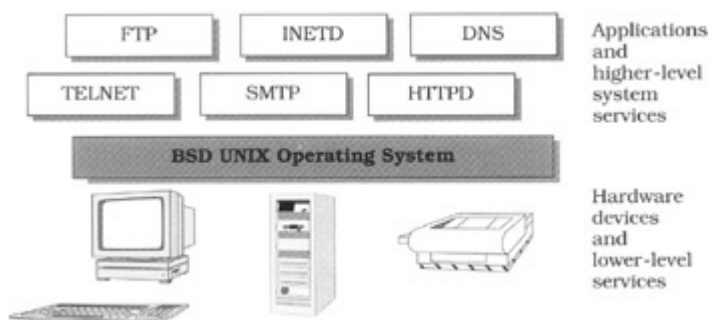 FTP INETD DNS
TELNET SMTP HTTPD
BSD UNIX Operating System
Applications
and
higher-level
system
services
Hardware
devices
and
lower-level
services